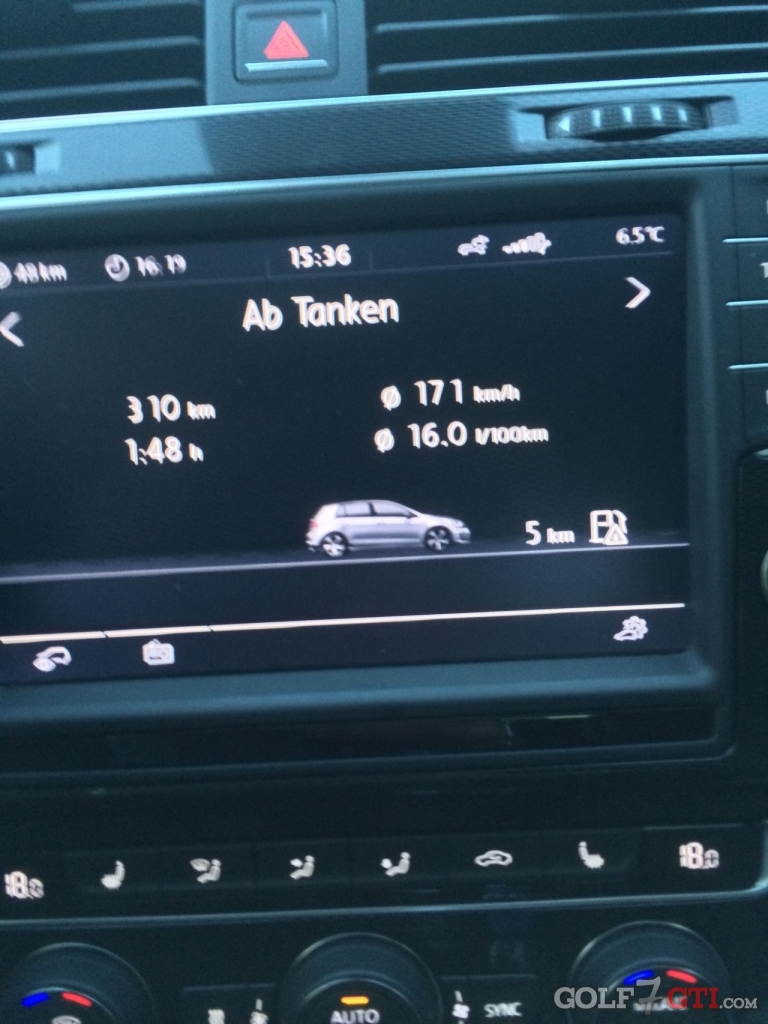 48 km 16:19 15:36 6.5°C
Ab Tanken
310 km ø 171 km/h
1:48 h ø 16.0 l/100km
5 km
18.0 18.0
AUTO SYNC
GOLF7GTI.COM